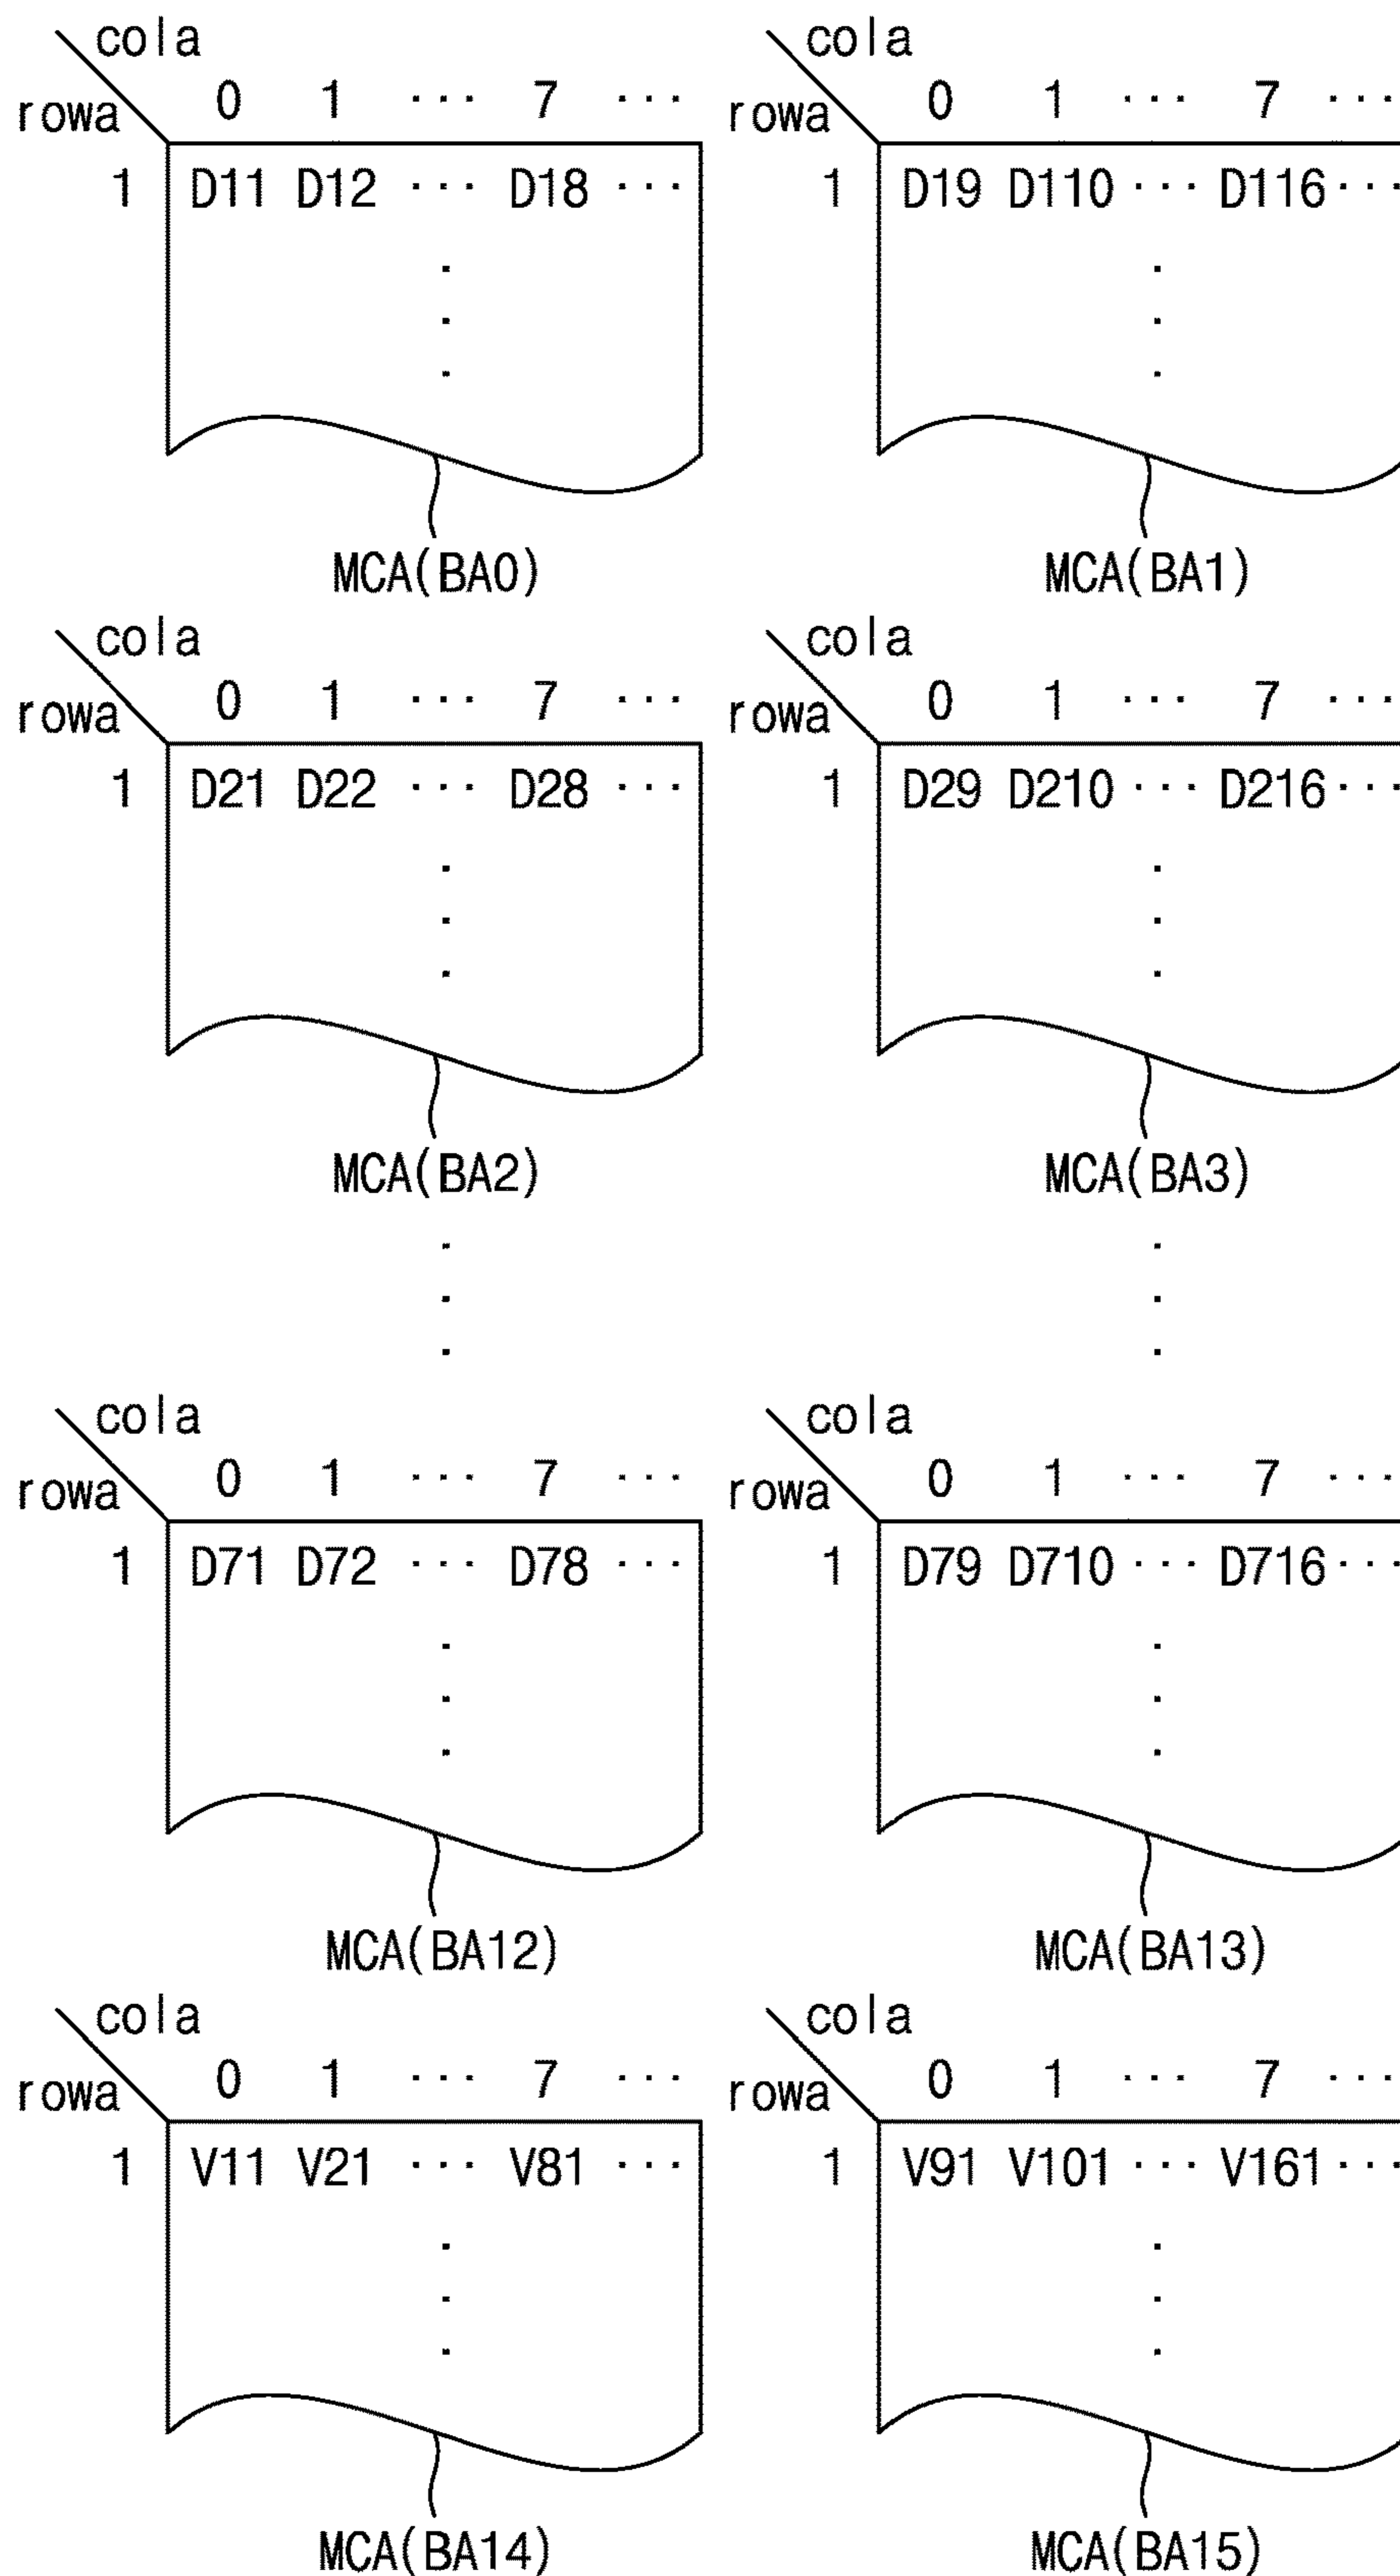 cola cola
rowa 0 1 ··· 7 ··· rowa 0 1 ··· 7 ···
1 D11 D12 ··· D18 ··· 1 D19 D110 ··· D116 ···
MCA(BA0) MCA(BA1)
cola cola
rowa 0 1 ··· 7 ··· rowa 0 1 ··· 7 ···
1 D21 D22 ··· D28 ··· 1 D29 D210 ··· D216 ···
MCA(BA2) MCA(BA3)
cola cola
rowa 0 1 ··· 7 ··· rowa 0 1 ··· 7 ···
1 D71 D72 ··· D78 ··· 1 D79 D710 ··· D716 ···
MCA(BA12) MCA(BA13)
cola cola
rowa 0 1 ··· 7 ··· rowa 0 1 ··· 7 ···
1 V11 V21 ··· V81 ··· 1 V91 V101 ··· V161 ···
MCA(BA14) MCA(BA15)